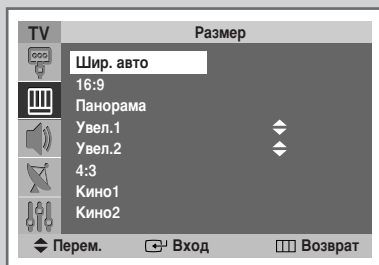 TV Размер
Шир. авто
16:9
Панорама
Увел.1
Увел.2
4:3
Кино1
Кино2
Перем. Вход Возврат